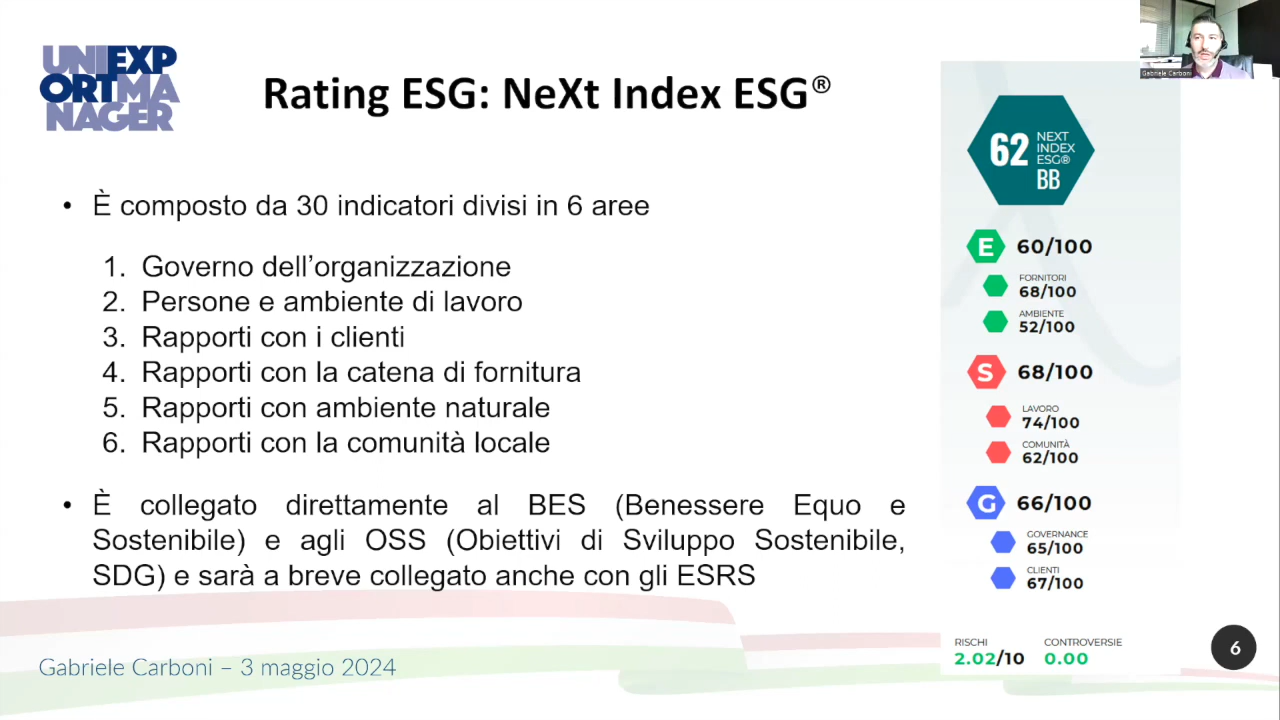 UNIEXP
ORTMA
NAGER
Rating ESG: NeXt Index ESG®
Gabriele Carboni
• È composto da 30 indicatori divisi in 6 aree
1. Governo dell’organizzazione
2. Persone e ambiente di lavoro
3. Rapporti con i clienti
4. Rapporti con la catena di fornitura
5. Rapporti con ambiente naturale
6. Rapporti con la comunità locale
• È collegato direttamente al BES (Benessere Equo e
Sostenibile) e agli OSS (Obiettivi di Sviluppo Sostenibile,
SDG) e sarà a breve collegato anche con gli ESRS
62
NEXT
INDEX
ESG®
BB
E 60/100
FORNITORI
68/100
AMBIENTE
52/100
S 68/100
LAVORO
74/100
COMUNITÀ
62/100
G 66/100
GOVERNANCE
65/100
CLIENTI
67/100
RISCHI
2.02/10
CONTROVERSIE
0.00
Gabriele Carboni – 3 maggio 2024
6